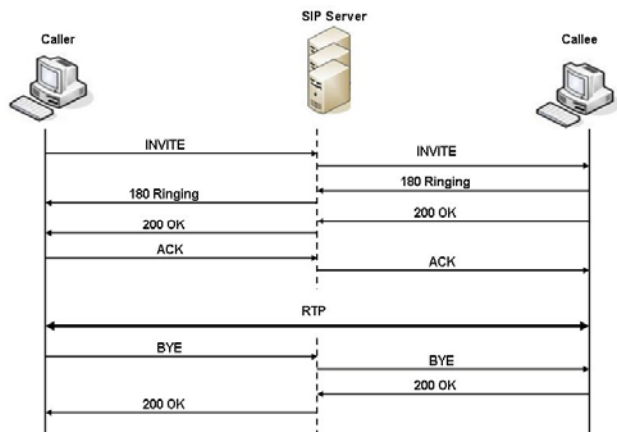 SIP Server
Caller
Callee
INVITE
INVITE
180 Ringing
180 Ringing
200 OK
200 OK
ACK
ACK
RTP
BYE
BYE
200 OK
200 OK